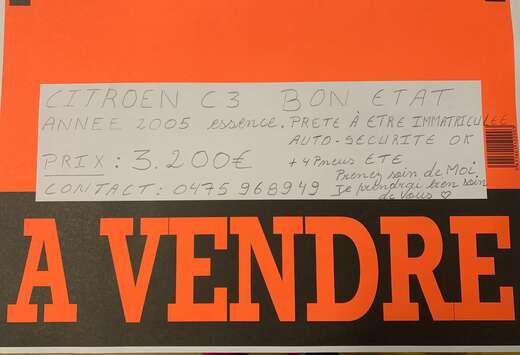 CITROEN C3 BON ETAT
ANNEE 2005 essence. PRETE À ETRE IMMATRICULEE
AUTO-SECURITE OK
PRIX : 3.200€ + 4 Pneus ETE
Prenez soin de Moi.
CONTACT : 0475 968949 Je prendrai bien soin
de Vous ♡
A VENDRE